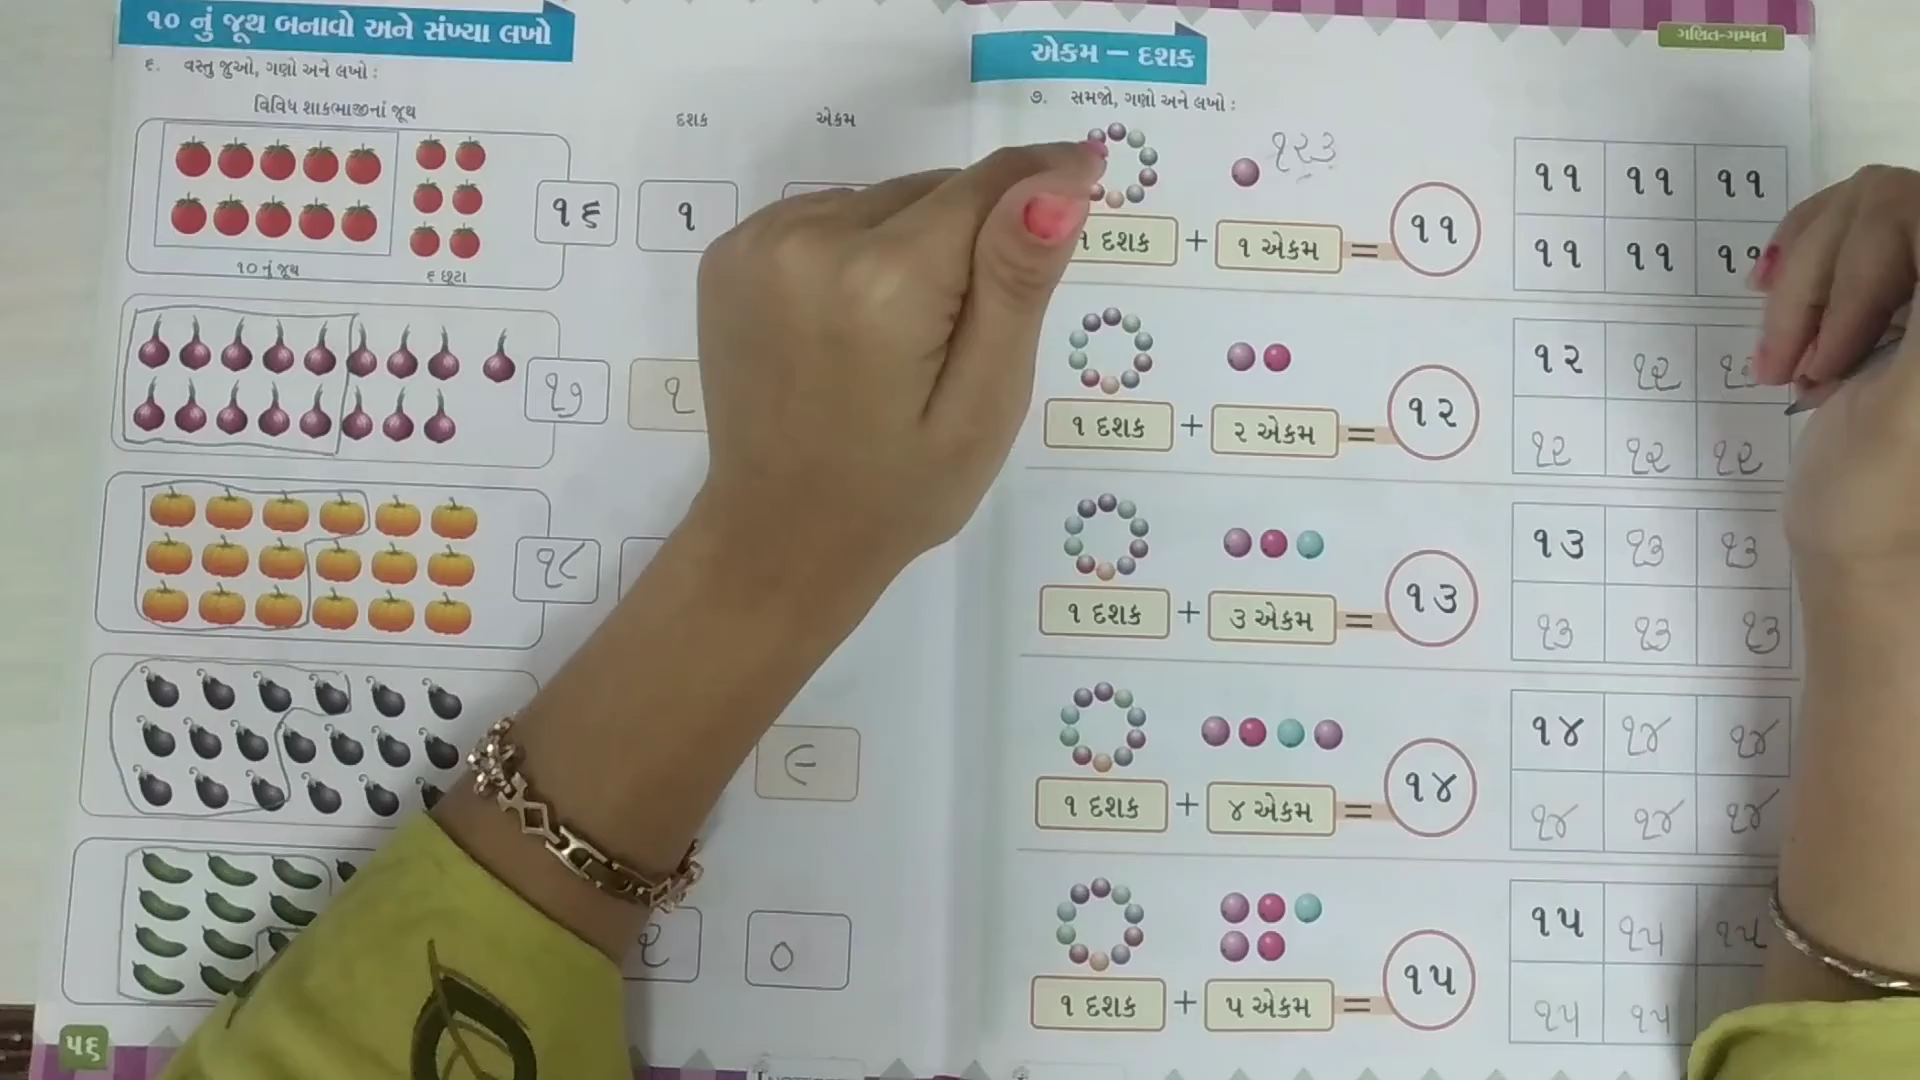 ૧૦ નું જૂથ બનાવો અને સંખ્યા લખો
૬. વસ્તુ જુઓ, ગણો અને લખો :
વિવિધ શાકભાજીનાં જૂથ
દશક એકમ
૧૬ ૧
૧૦ નું જૂથ ૬ છૂટા
૧૭ ૧
૧૮
૯
૨ ૦
૫૬
ગણિત-ગમ્મત
એકમ – દશક
૭. સમજો, ગણો અને લખો :
૧૨૩
૧ દશક + ૧ એકમ = ૧૧
૧૧ ૧૧ ૧૧
૧૧ ૧૧ ૧૧
૧ દશક + ૨ એકમ = ૧૨
૧૨ ૧૨ ૧૨
૧૨ ૧૨ ૧૨
૧ દશક + ૩ એકમ = ૧૩
૧૩ ૧૩ ૧૩
૧૩ ૧૩ ૧૩
૧ દશક + ૪ એકમ = ૧૪
૧૪ ૧૪ ૧૪
૧૪ ૧૪ ૧૪
૧ દશક + ૫ એકમ = ૧૫
૧૫ ૧૫ ૧૫
૧૫ ૧૫